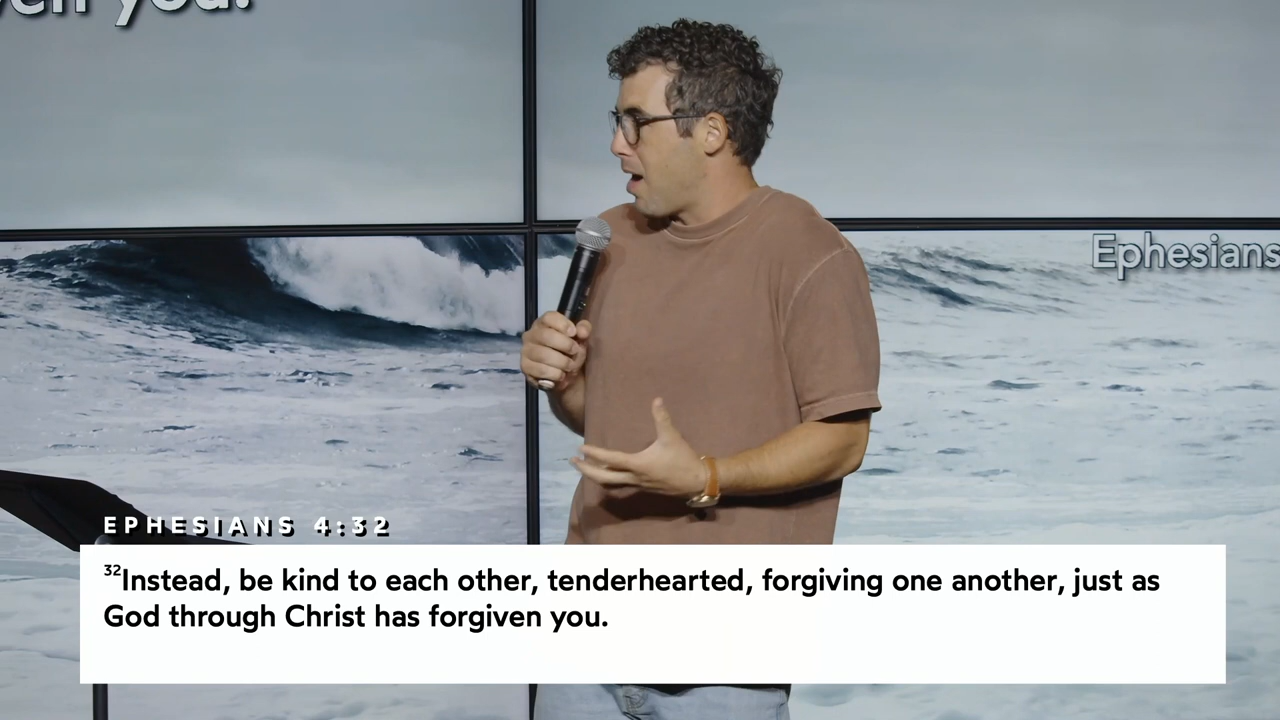 you!
Ephesians
EPHESIANS 4:32
32Instead, be kind to each other, tenderhearted, forgiving one another, just as
God through Christ has forgiven you.